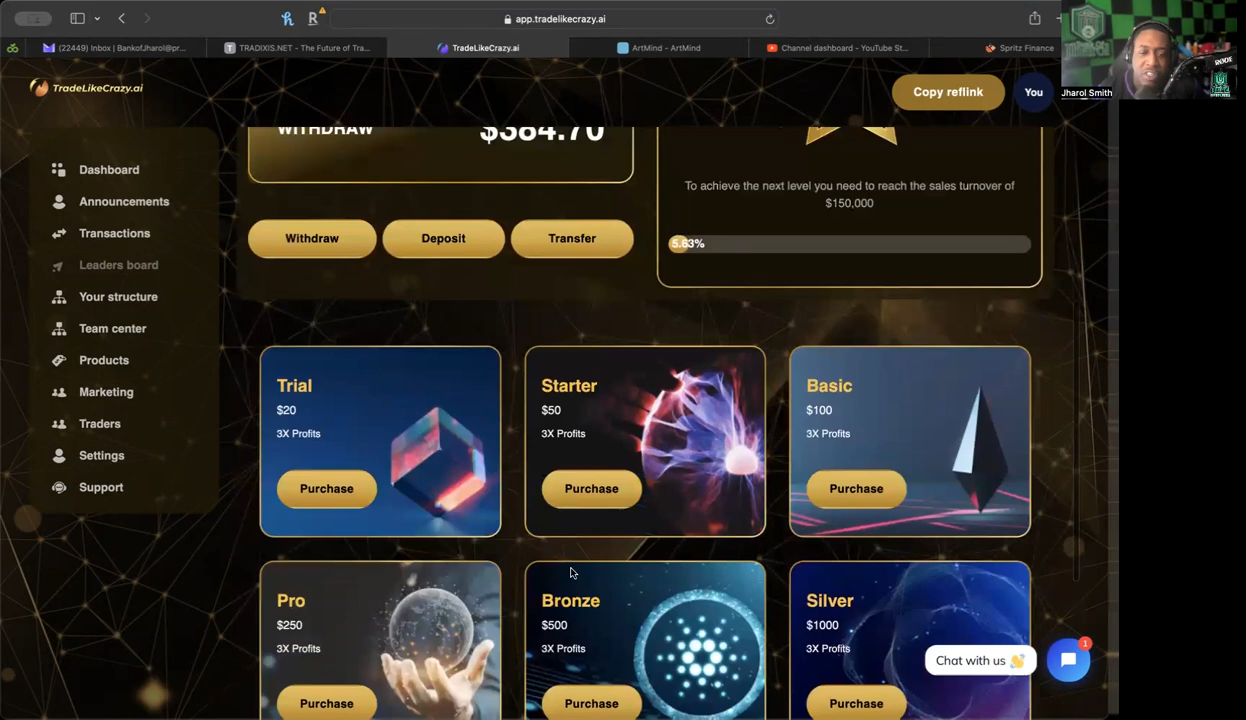 app.tradelikecrazy.ai
(22449) Inbox | BankofJharol@pr...
TRADIXIS.NET - The Future of Tra...
TradeLikeCrazy.ai
ArtMind - ArtMind
Channel dashboard - YouTube St...
Spritz Finance
RODE
Jharol Smith
TradeLikeCrazy.ai
Copy reflink
You
WITHDRAW
$384.70
To achieve the next level you need to reach the sales turnover of
$150,000
5.63%
Withdraw
Deposit
Transfer
Dashboard
Announcements
Transactions
Leaders board
Your structure
Team center
Products
Marketing
Traders
Settings
Support
Trial
$20
3X Profits
Purchase
Starter
$50
3X Profits
Purchase
Basic
$100
3X Profits
Purchase
Pro
$250
3X Profits
Purchase
Bronze
$500
3X Profits
Purchase
Silver
$1000
3X Profits
Purchase
Chat with us 👋
1